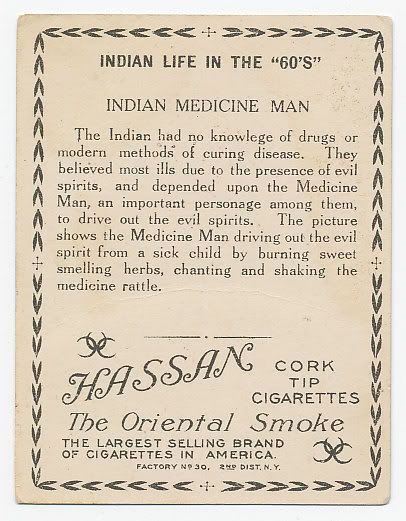 INDIAN LIFE IN THE "60'S"
INDIAN MEDICINE MAN
The Indian had no knowlege of drugs or
modern methods of curing disease. They
believed most ills due to the presence of evil
spirits, and depended upon the Medicine
Man, an important personage among them,
to drive out the evil spirits. The picture
shows the Medicine Man driving out the evil
spirit from a sick child by burning sweet
smelling herbs, chanting and shaking the
medicine rattle.
HASSAN
CORK
TIP
CIGARETTES
The Oriental Smoke
THE LARGEST SELLING BRAND
OF CIGARETTES IN AMERICA.
FACTORY Nº 30, 2ND DIST. N.Y.